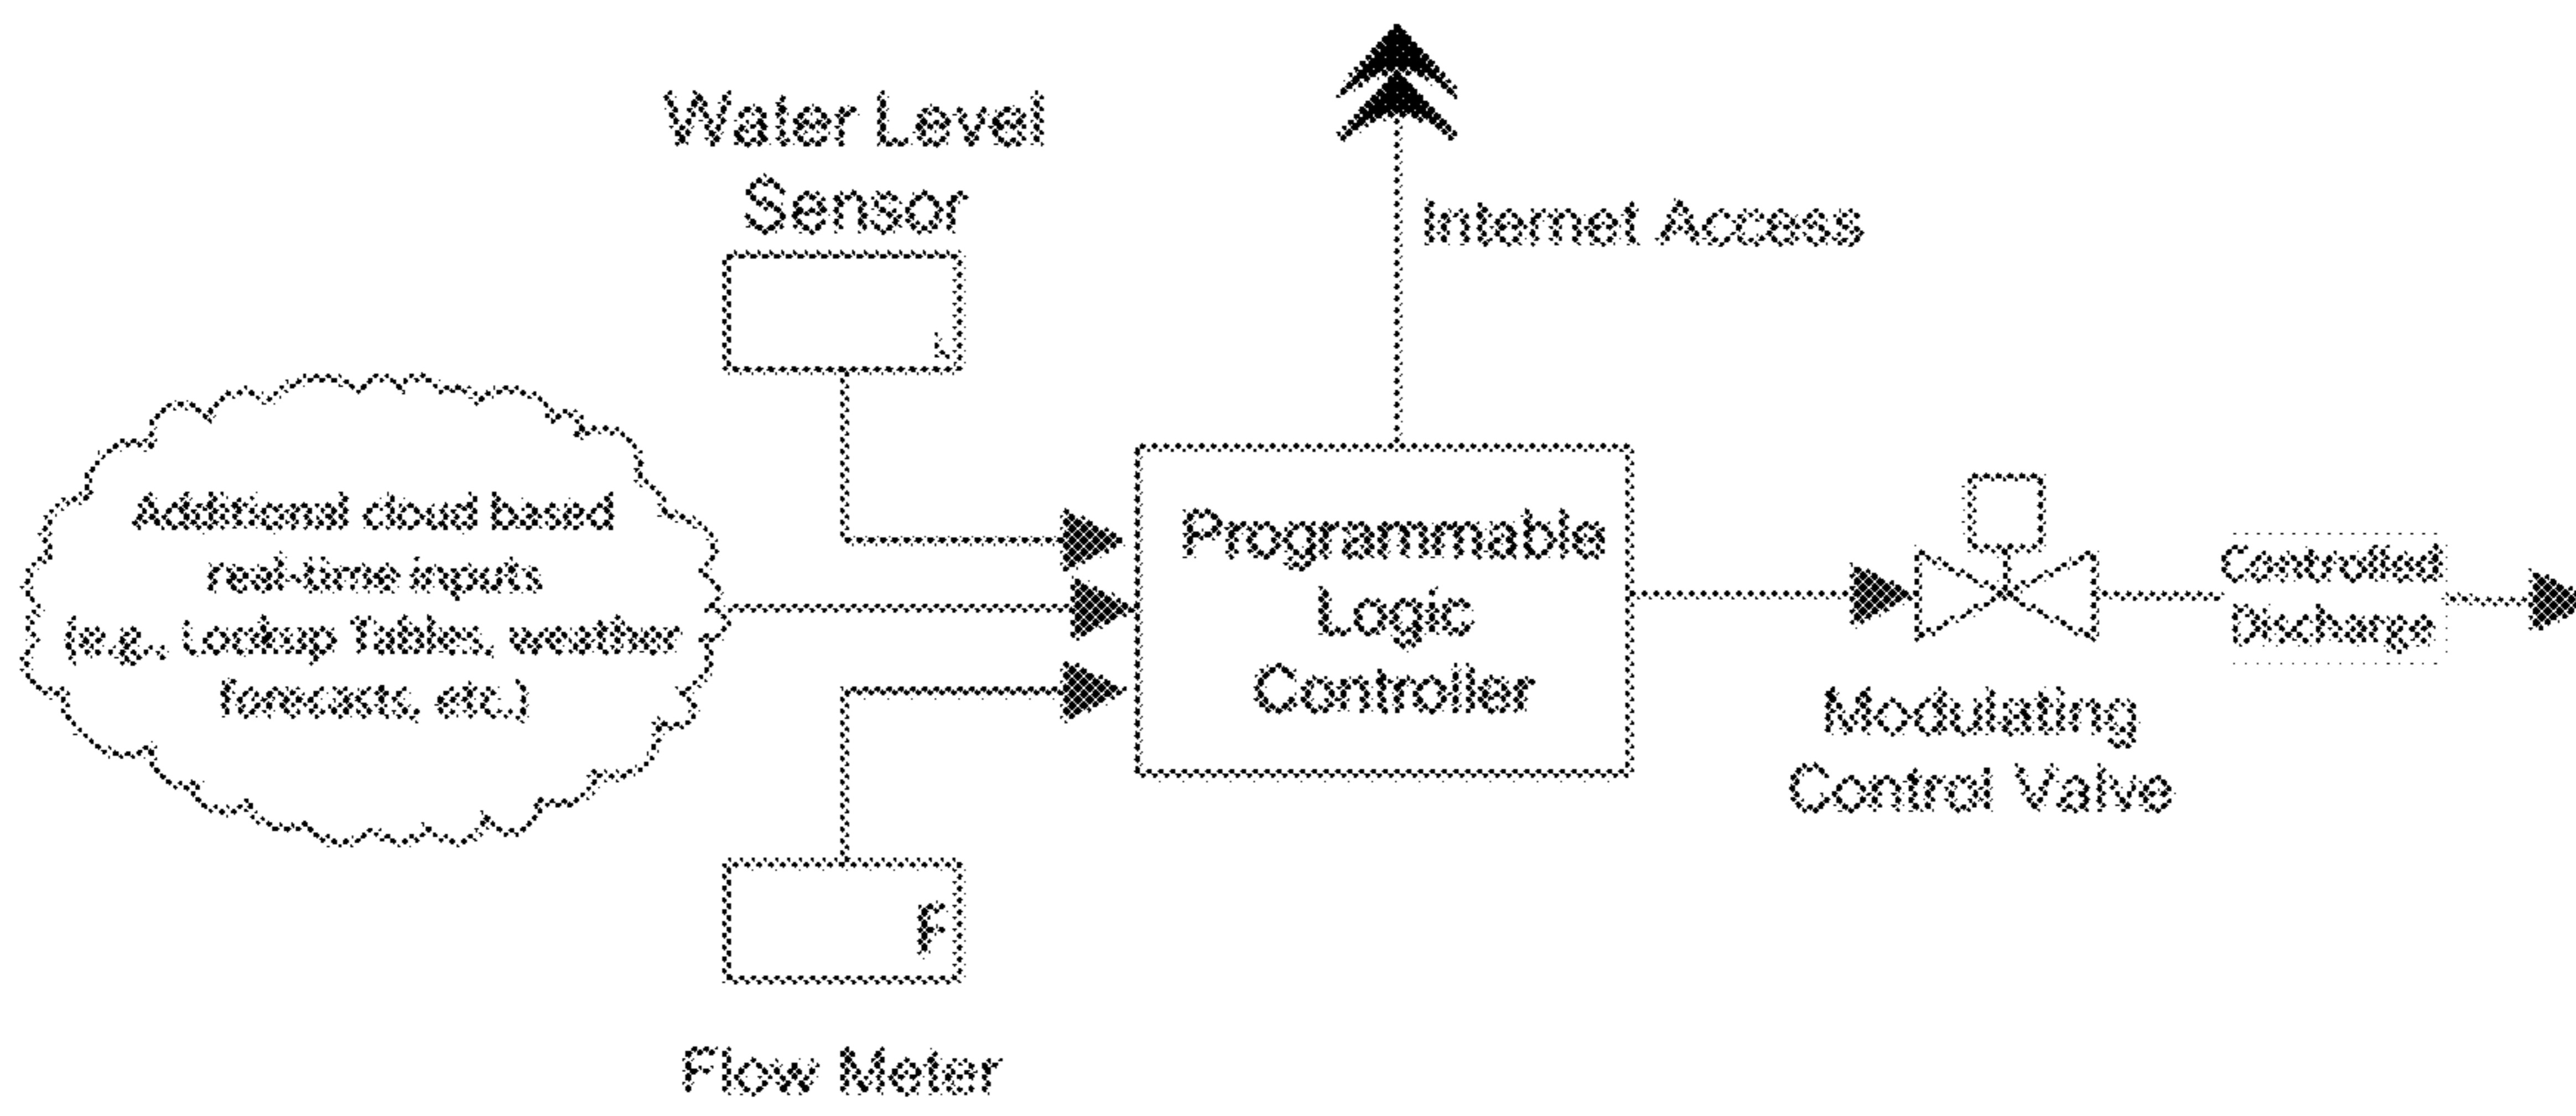 Water Level
Sensor
L
Internet Access
Additional cloud based
real-time inputs
(e.g., Lookup Tables, weather
forecasts, etc.)
Programmable
Logic
Controller
Controlled
Discharge
Modulating
Control Valve
F
Flow Meter